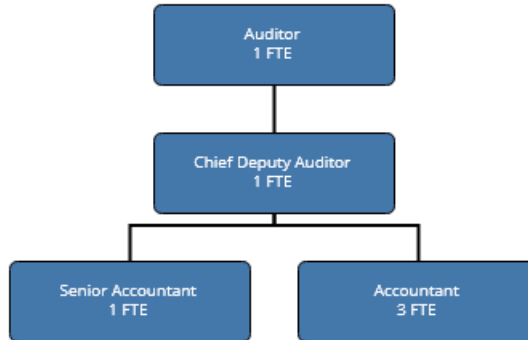 Auditor
1 FTE
Chief Deputy Auditor
1 FTE
Senior Accountant
1 FTE
Accountant
3 FTE